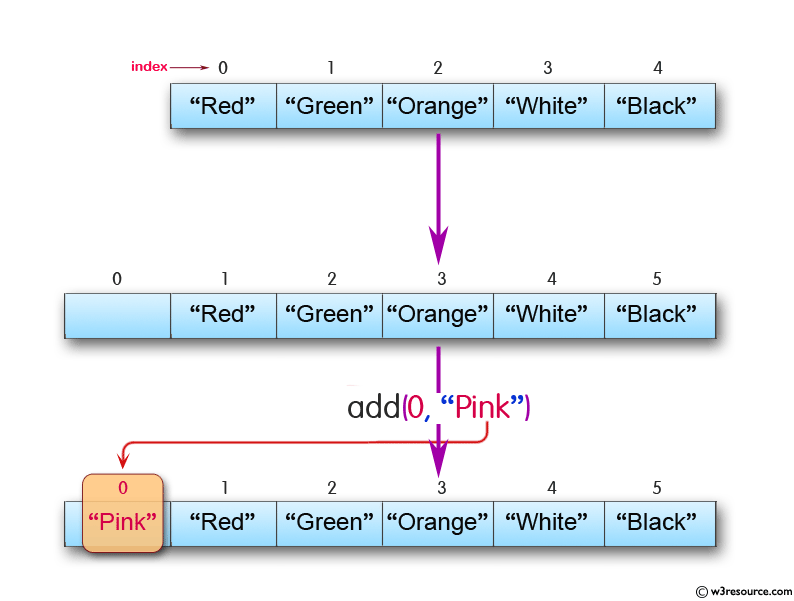 index 0 1 2 3 4
“Red” “Green” “Orange” “White” “Black”
0 1 2 3 4 5
“Red” “Green” “Orange” “White” “Black”
add(0, “Pink”)
0 1 2 3 4 5
“Pink” “Red” “Green” “Orange” “White” “Black”
© w3resource.com